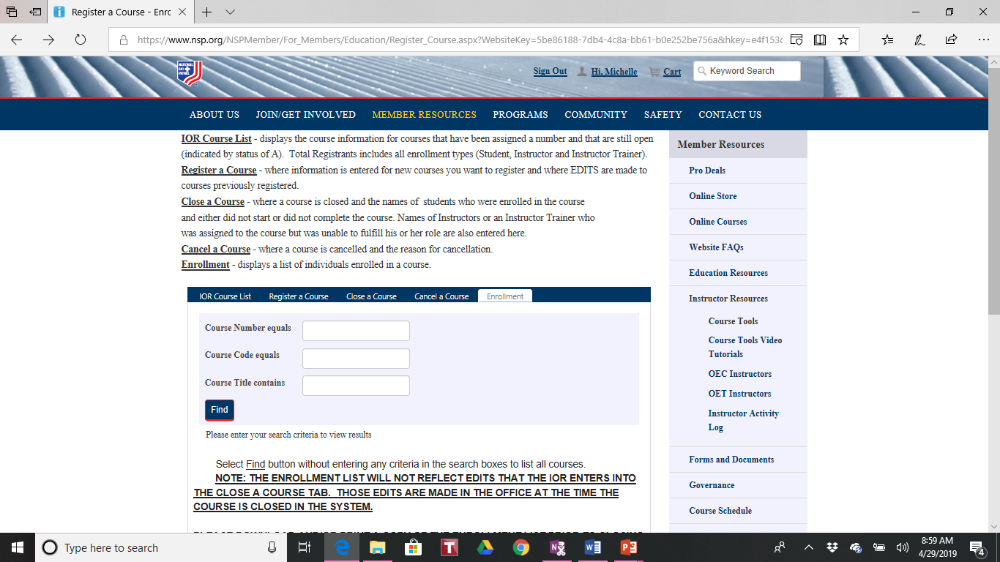 Register a Course - Enro
https://www.nsp.org/NSPMember/For_Members/Education/Register_Course.aspx?WebsiteKey=5be86188-7db4-4c8a-bb61-b0e252be756a&hkey=e4f153c
NATIONAL
SKI
PATROL
Sign Out
Hi, Michelle
Cart
Keyword Search
ABOUT US JOIN/GET INVOLVED MEMBER RESOURCES PROGRAMS COMMUNITY SAFETY CONTACT US
IOR Course List - displays the course information for courses that have been assigned a number and that are still open
(indicated by status of A). Total Registrants includes all enrollment types (Student, Instructor and Instructor Trainer).
Register a Course - where information is entered for new courses you want to register and where EDITS are made to
courses previously registered.
Close a Course - where a course is closed and the names of students who were enrolled in the course
and either did not start or did not complete the course. Names of Instructors or an Instructor Trainer who
was assigned to the course but was unable to fulfill his or her role are also entered here.
Cancel a Course - where a course is cancelled and the reason for cancellation.
Enrollment - displays a list of individuals enrolled in a course.
IOR Course List Register a Course Close a Course Cancel a Course Enrollment
Course Number equals
Course Code equals
Course Title contains
Find
Please enter your search criteria to view results
Select Find button without entering any criteria in the search boxes to list all courses.
NOTE: THE ENROLLMENT LIST WILL NOT REFLECT EDITS THAT THE IOR ENTERS INTO
THE CLOSE A COURSE TAB. THOSE EDITS ARE MADE IN THE OFFICE AT THE TIME THE
COURSE IS CLOSED IN THE SYSTEM.
Member Resources
Pro Deals
Online Store
Online Courses
Website FAQs
Education Resources
Instructor Resources
Course Tools
Course Tools Video
Tutorials
OEC Instructors
OET Instructors
Instructor Activity
Log
Forms and Documents
Governance
Course Schedule
Type here to search
8:59 AM
4/29/2019
4